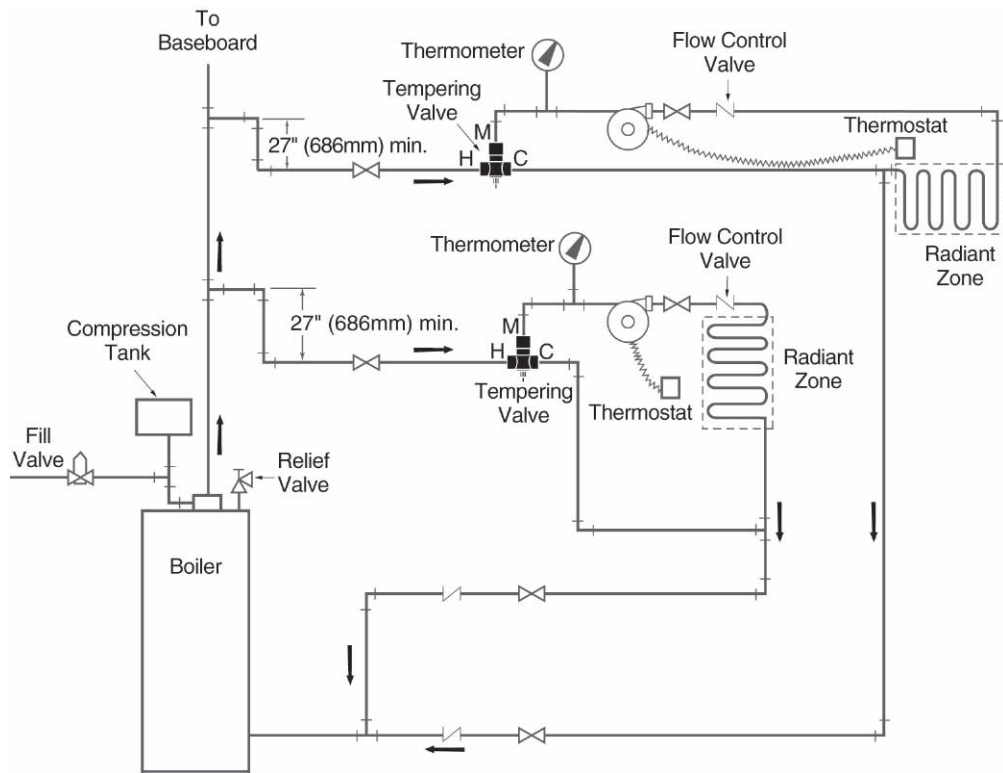 To
Baseboard
Thermometer
Flow Control
Valve
Tempering
Valve
Thermostat
M
27" (686mm) min.
H
C
Radiant
Zone
Thermometer
Flow Control
Valve
27" (686mm) min.
M
H
C
Compression
Tank
Radiant
Zone
Tempering
Valve
Thermostat
Fill
Valve
Relief
Valve
Boiler